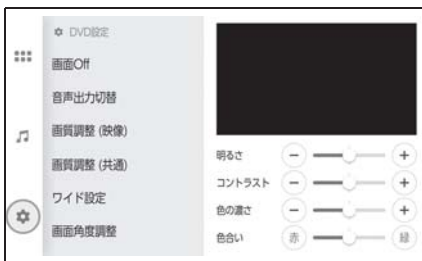 DVD設定
画面Off
音声出力切替
画質調整 (映像)
画質調整 (共通)
ワイド設定
画面角度調整
明るさ
コントラスト
色の濃さ
色合い 赤 緑